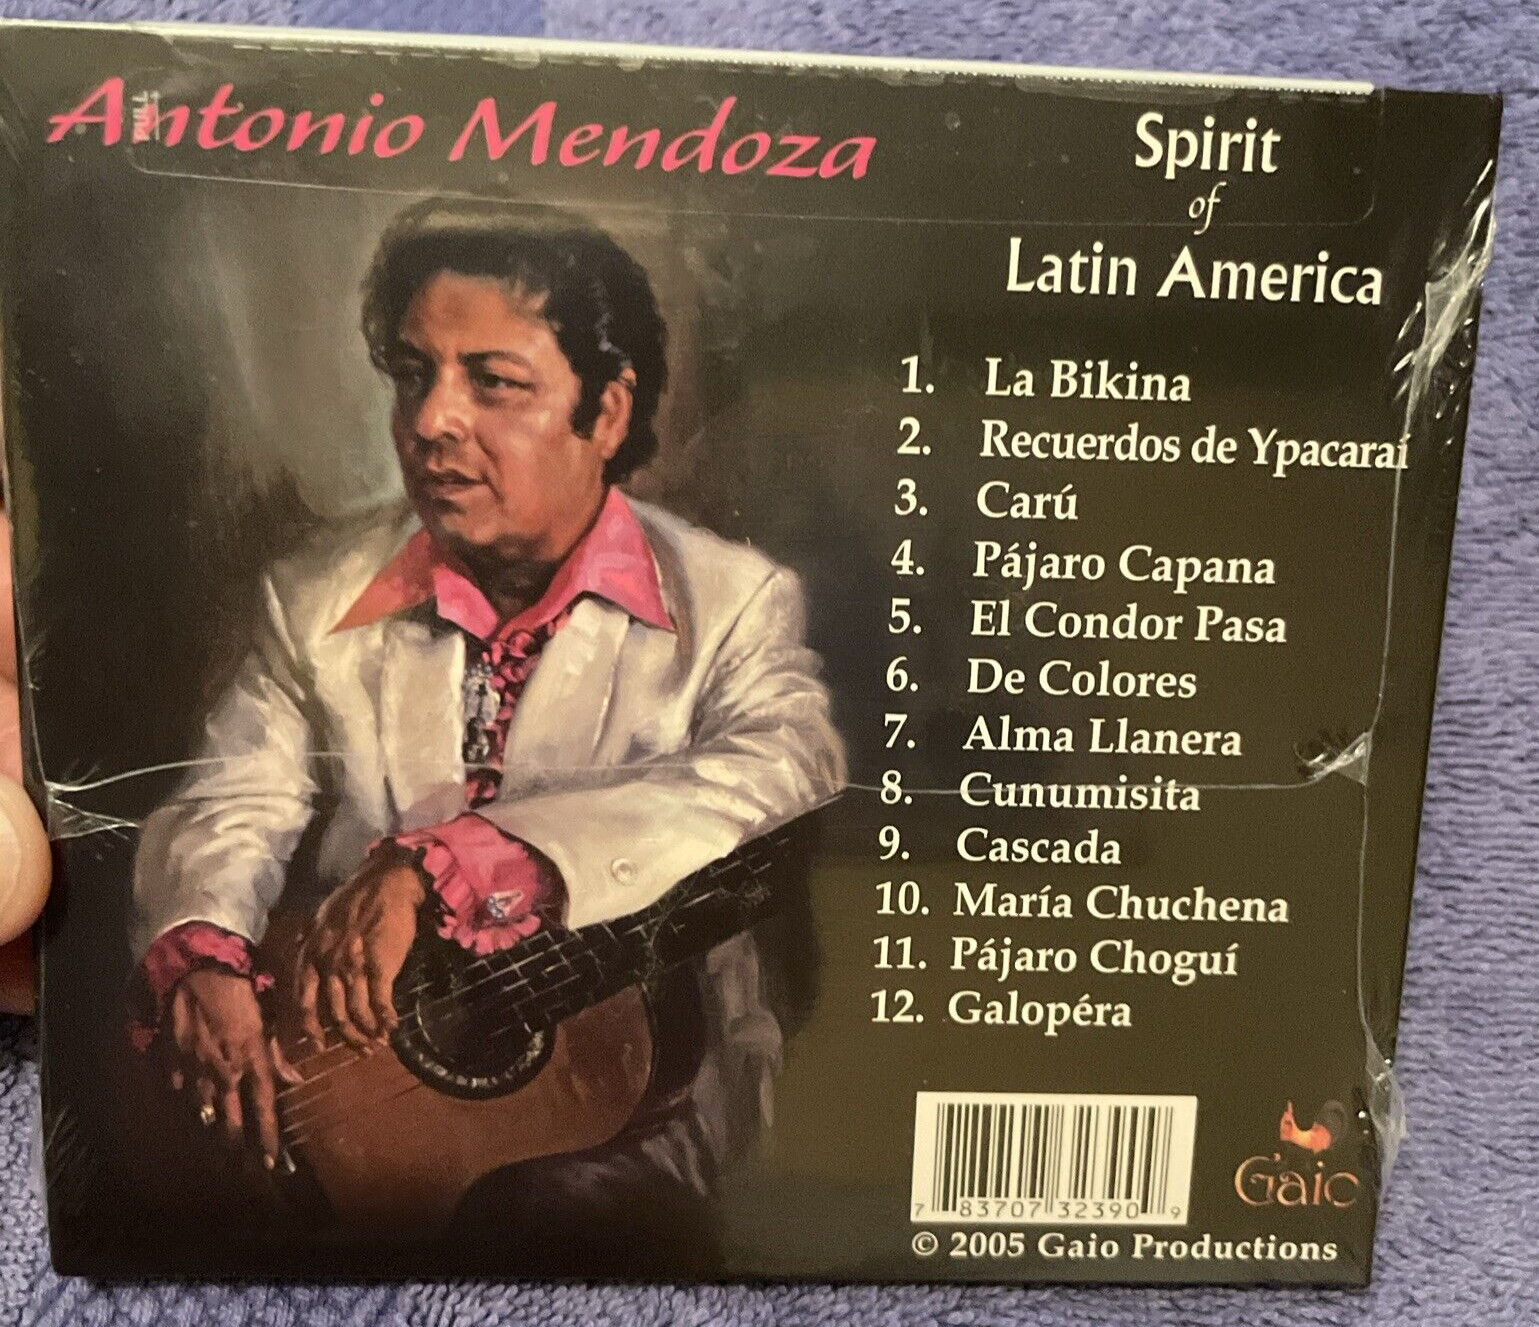 Antonio Mendoza
PULL
Spirit
of
Latin America
1. La Bikina
2. Recuerdos de Ypacaraí
3. Carú
4. Pájaro Capana
5. El Condor Pasa
6. De Colores
7. Alma Llanera
8. Cunumisita
9. Cascada
10. María Chuchena
11. Pájaro Choguí
12. Galopéra
7 83707 32390 9
Gaio
© 2005 Gaio Productions